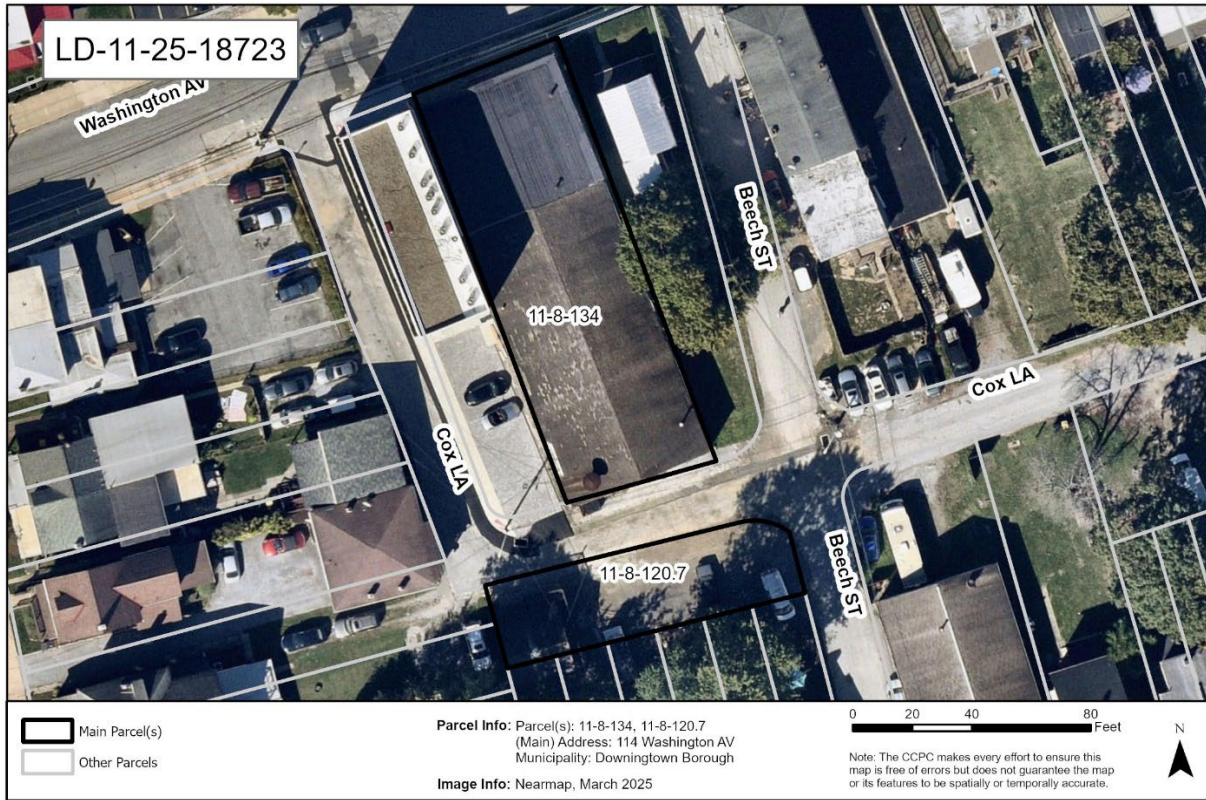 LD-11-25-18723
Washington AV
Beech ST
11-8-134
Cox LA
Cox LA
11-8-120.7
Beech ST
Main Parcel(s)
Other Parcels
Parcel Info: Parcel(s): 11-8-134, 11-8-120.7
(Main) Address: 114 Washington AV
Municipality: Downingtown Borough
Image Info: Nearmap, March 2025
0 20 40 80
Feet
Note: The CCPC makes every effort to ensure this
map is free of errors but does not guarantee the map
or its features to be spatially or temporally accurate.
N